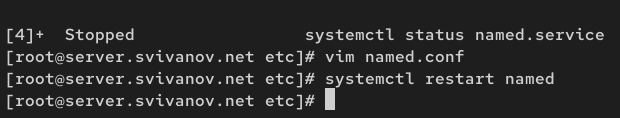 [4]+  Stopped                 systemctl status named.service
[root@server.svivanov.net etc]# vim named.conf
[root@server.svivanov.net etc]# systemctl restart named
[root@server.svivanov.net etc]#